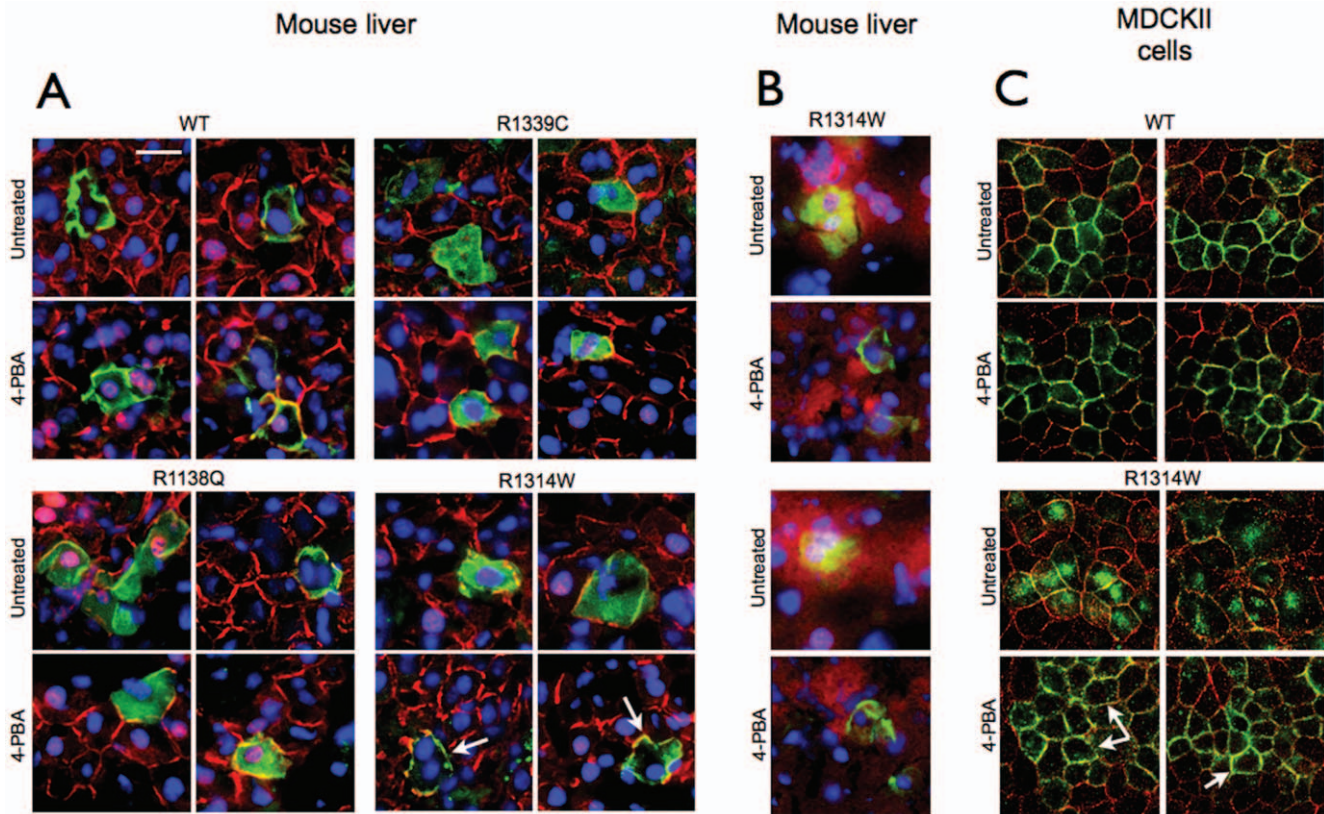 Mouse liver
Mouse liver
MDCKII
cells
A
B
C
WT
R1339C
R1314W
WT
Untreated
Untreated
Untreated
4-PBA
4-PBA
4-PBA
R1138Q
R1314W
R1314W
Untreated
Untreated
Untreated
4-PBA
4-PBA
4-PBA